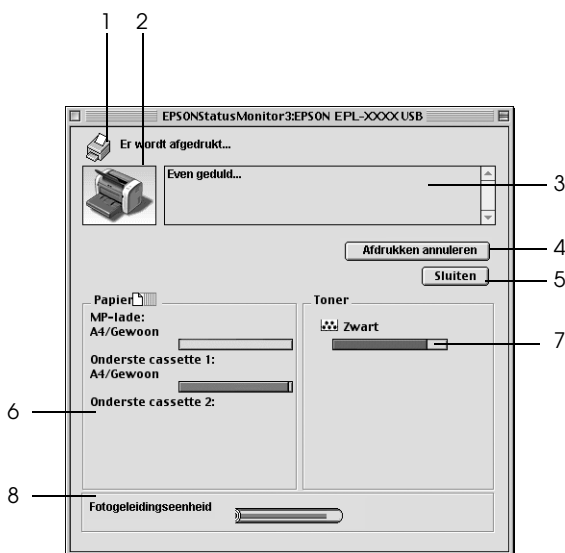 1 2
EPSONStatusMonitor3:EPSON EPL-XXXX USB
Er wordt afgedrukt...
Even geduld...
3
Afdrukken annuleren
4
Sluiten
5
Papier
MP-lade:
A4/Gewoon
Onderste cassette 1:
A4/Gewoon
Onderste cassette 2:
Toner
Zwart
7
6
8
Fotogeleidingseenheid